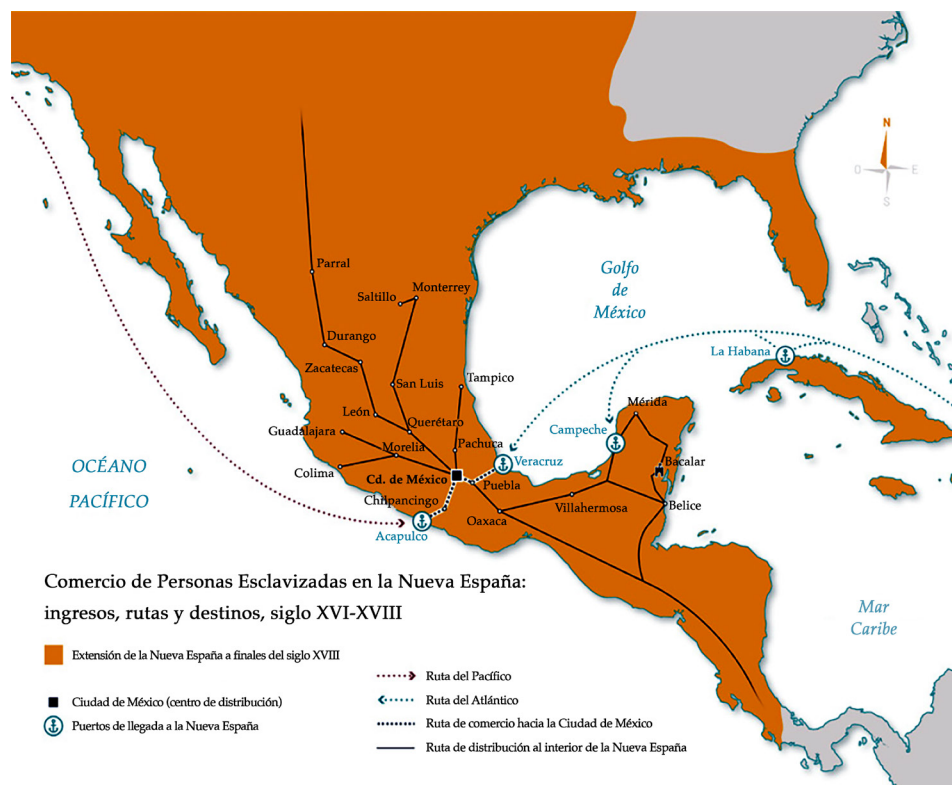 N
O
E
S
Parral
Saltillo
Monterrey
Golfo
de
México
Durango
Zacatecas
La Habana
San Luis
Tampico
León
Querétaro
Mérida
Guadalajara
Morelia
Pachuca
Campeche
Veracruz
Bacalar
Colima
Cd. de México
Puebla
OCÉANO
PACÍFICO
Chilpancingo
Villahermosa
Belice
Oaxaca
Acapulco
Mar
Caribe
Comercio de Personas Esclavizadas en la Nueva España:
ingresos, rutas y destinos, siglo XVI-XVIII
Extensión de la Nueva España a finales del siglo XVIII
Ciudad de México (centro de distribución)
Puertos de llegada a la Nueva España
Ruta del Pacífico
Ruta del Atlántico
Ruta de comercio hacia la Ciudad de México
Ruta de distribución al interior de la Nueva España